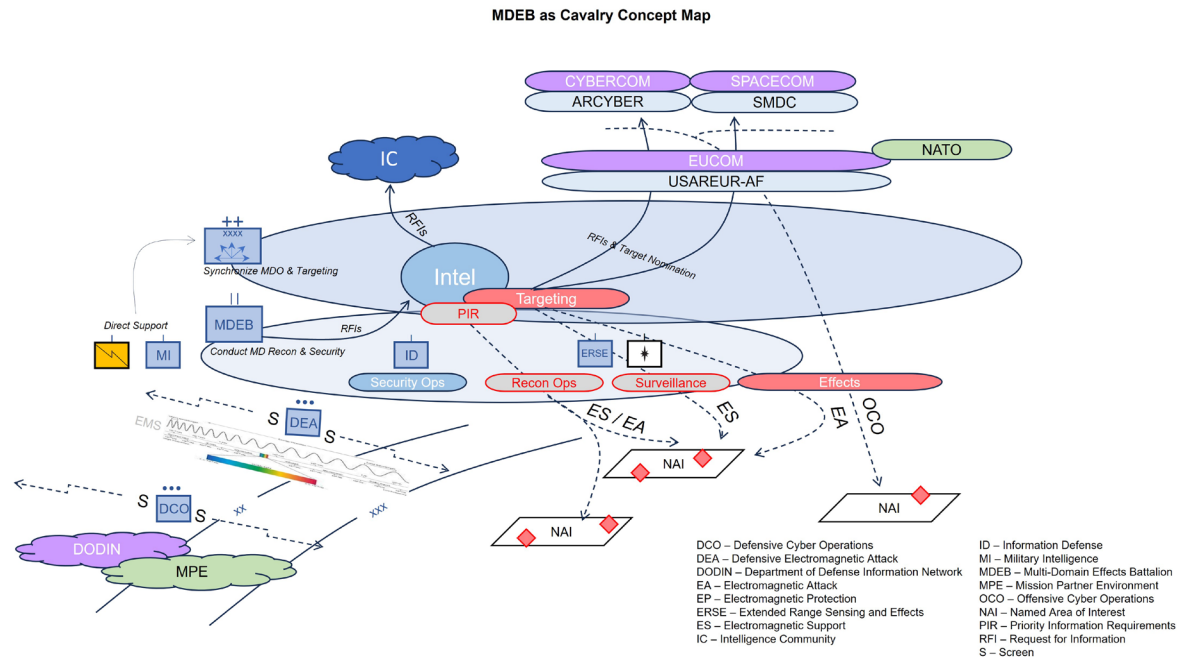 MDEB as Cavalry Concept Map
CYBERCOM
SPACECOM
ARCYBER
SMDC
NATO
EUCOM
USAREUR-AF
IC
RFIs
++
XXXX
Synchronize MDO & Targeting
RFIs & Target Nomination
Intel
Targeting
PIR
MDEB
RFIs
Conduct MD Recon & Security
Direct Support
MI
ID
ERSE
Security Ops
Recon Ops
Surveillance
Effects
ES / EA
ES
EA
OCO
EMS
S
DEA
S
S
DCO
S
XX
XXX
DODIN
MPE
NAI
NAI
NAI
DCO – Defensive Cyber Operations
DEA – Defensive Electromagnetic Attack
DODIN – Department of Defense Information Network
EA – Electromagnetic Attack
EP – Electromagnetic Protection
ERSE – Extended Range Sensing and Effects
ES – Electromagnetic Support
IC – Intelligence Community
ID – Information Defense
MI – Military Intelligence
MDEB – Multi-Domain Effects Battalion
MPE – Mission Partner Environment
OCO – Offensive Cyber Operations
NAI – Named Area of Interest
PIR – Priority Information Requirements
RFI – Request for Information
S – Screen